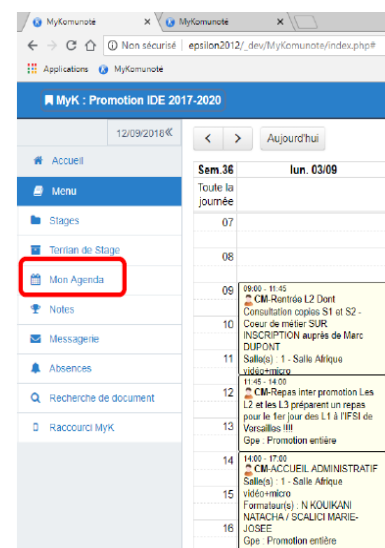 MyKomunoté
MyKomunoté
Non sécurisé | epsilon2012/_dev/MyKomunote/index.php#
Applications MyKomunoté
MyK : Promotion IDE 2017-2020
12/09/2018
Aujourd'hui
Accueil
Sem.36 lun. 03/09
Menu
Toute la
journée
Stages
07
Terrian de Stage
08
Mon Agenda
09
09:00 - 11:45
CM-Rentrée L2 Dont
Consultation copies S1 et S2 -
Notes
10
Coeur de métier SUR
INSCRIPTION auprès de Marc
Messagerie
DUPONT
11
Salle(s) : 1 - Salle Afrique
Absences
vidéo+micro
11:45 - 14:00
12
CM-Repas inter promotion Les
Recherche de document
L2 et les L3 préparent un repas
pour le 1er jour des L1 à l'IFSI de
Raccourci MyK
13
Versailles !!!!
Gpe : Promotion entière
14
14:00 - 17:00
CM-ACCUEIL ADMINISTRATIF
Salle(s) : 1 - Salle Afrique
15
vidéo+micro
Formateur(s) : N KOUIKANI
NATACHA / SCALICI MARIE-
16
JOSEE
Gpe : Promotion entière